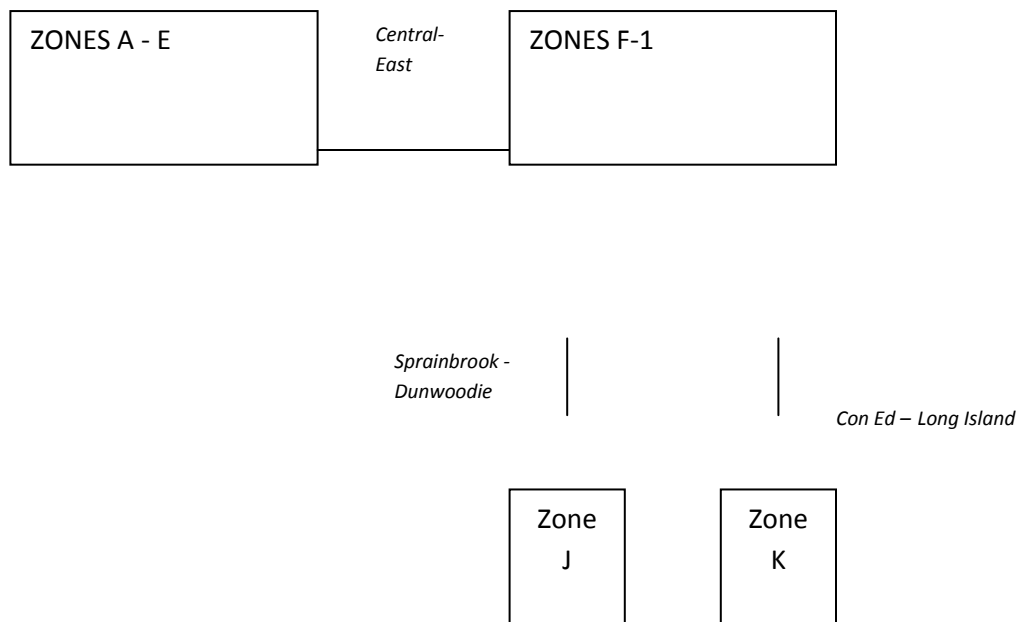 ZONES A - E
Central-
East
ZONES F-1
Sprainbrook -
Dunwoodie
Con Ed – Long Island
Zone
J
Zone
K